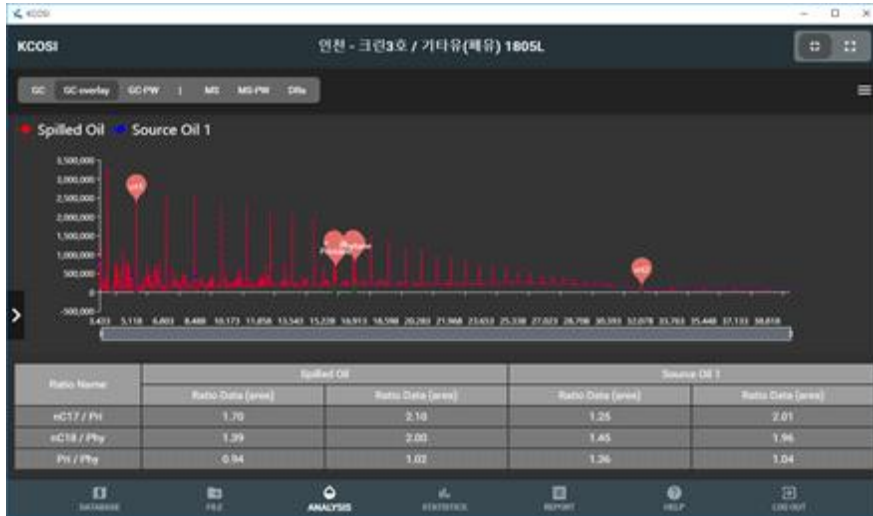 KCOSI
KCOSI
인천 - 크린3호 / 기타유(폐유) 1805L
GC GC overlay GC-PW | MS MS-PW DRs
Spilled Oil Source Oil 1
3,500,000
3,000,000
2,500,000
2,000,000
1,500,000
1,000,000
500,000
0
-500,000
3,433 5,118 6,803 8,488 10,173 11,858 13,543 15,228 16,913 18,598 20,283 21,968 23,653 25,338 27,023 28,708 30,393 32,078 33,763 35,448 37,133 38,818
Ratio Name Spilled Oil Source Oil 1
Ratio Data (area) Ratio Data (area) Ratio Data (area) Ratio Data (area)
nC17 / Pri 1.70 2.10 1.25 2.01
nC18 / Phy 1.39 2.00 1.45 1.96
Pri / Phy 0.94 1.02 1.26 1.04
DATABASE FILE ANALYSIS STATISTICS REPORT HELP LOG OUT